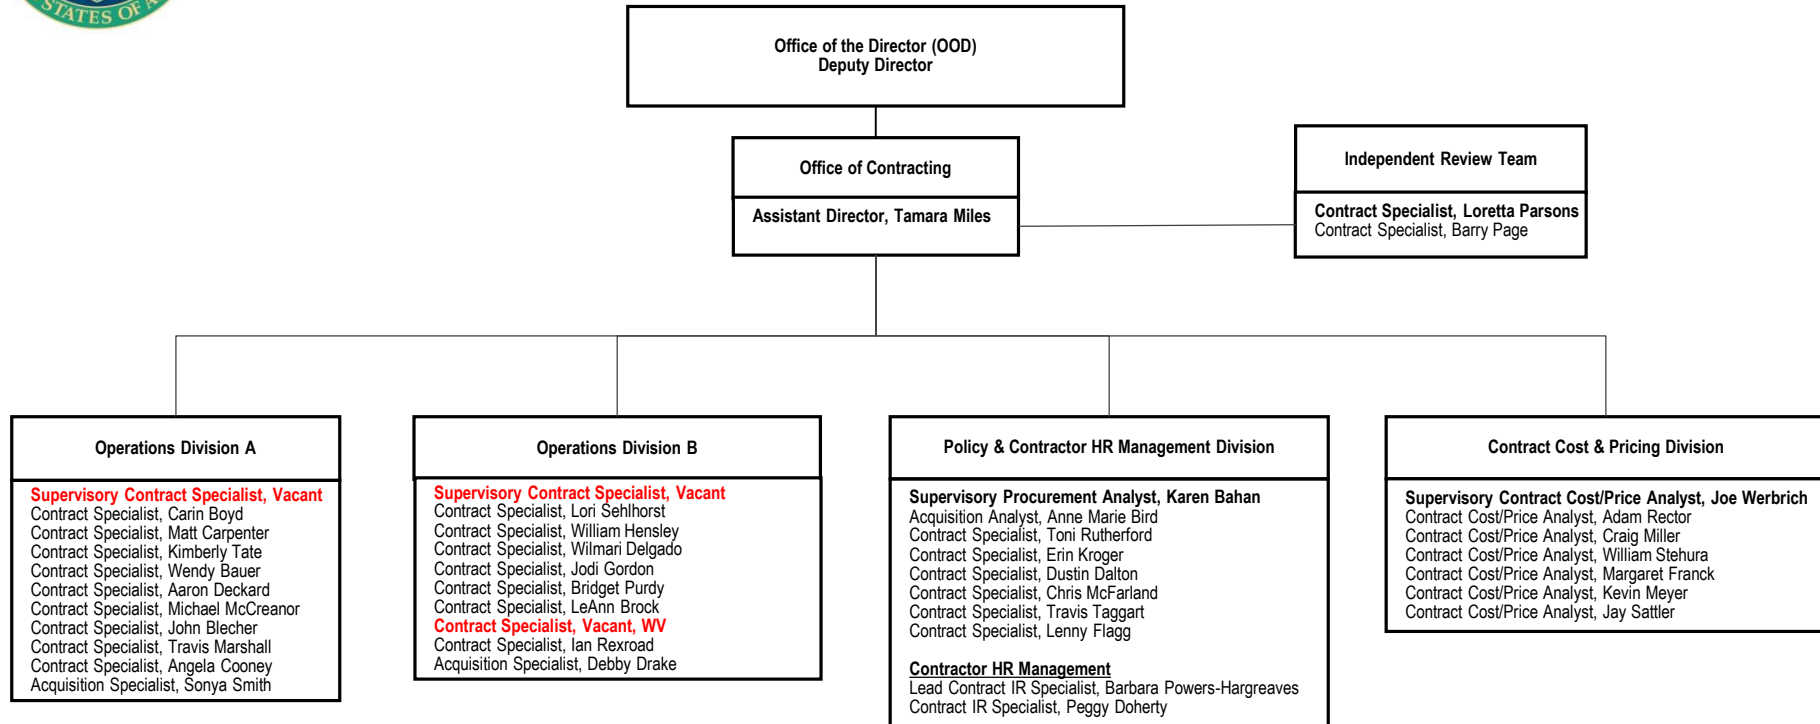 STATES OF A
Office of the Director (OOD)
Deputy Director
Office of Contracting
Assistant Director, Tamara Miles
Independent Review Team
Contract Specialist, Loretta Parsons
Contract Specialist, Barry Page
Operations Division A
Supervisory Contract Specialist, Vacant
Contract Specialist, Carin Boyd
Contract Specialist, Matt Carpenter
Contract Specialist, Kimberly Tate
Contract Specialist, Wendy Bauer
Contract Specialist, Aaron Deckard
Contract Specialist, Michael McCreanor
Contract Specialist, John Blecher
Contract Specialist, Travis Marshall
Contract Specialist, Angela Cooney
Acquisition Specialist, Sonya Smith
Operations Division B
Supervisory Contract Specialist, Vacant
Contract Specialist, Lori Sehlhorst
Contract Specialist, William Hensley
Contract Specialist, Wilmari Delgado
Contract Specialist, Jodi Gordon
Contract Specialist, Bridget Purdy
Contract Specialist, LeAnn Brock
Contract Specialist, Vacant, WV
Contract Specialist, Ian Rexroad
Acquisition Specialist, Debby Drake
Policy & Contractor HR Management Division
Supervisory Procurement Analyst, Karen Bahan
Acquisition Analyst, Anne Marie Bird
Contract Specialist, Toni Rutherford
Contract Specialist, Erin Kroger
Contract Specialist, Dustin Dalton
Contract Specialist, Chris McFarland
Contract Specialist, Travis Taggart
Contract Specialist, Lenny Flagg
Contractor HR Management
Lead Contract IR Specialist, Barbara Powers-Hargreaves
Contract IR Specialist, Peggy Doherty
Contract Cost & Pricing Division
Supervisory Contract Cost/Price Analyst, Joe Werbrich
Contract Cost/Price Analyst, Adam Rector
Contract Cost/Price Analyst, Craig Miller
Contract Cost/Price Analyst, William Stehura
Contract Cost/Price Analyst, Margaret Franck
Contract Cost/Price Analyst, Kevin Meyer
Contract Cost/Price Analyst, Jay Sattler